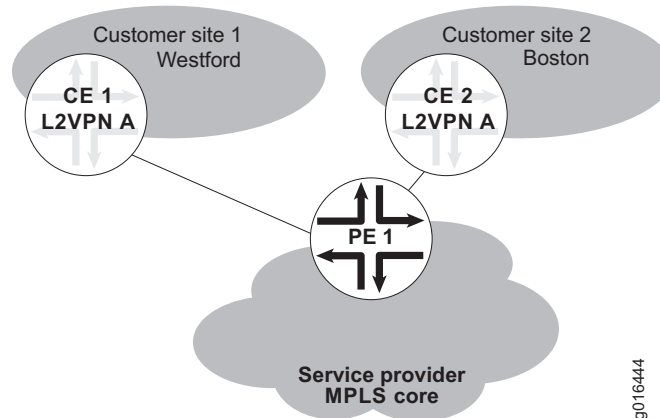 Customer site 1
Westford
CE 1
L2VPN A
Customer site 2
Boston
CE 2
L2VPN A
PE 1
Service provider
MPLS core
g016444